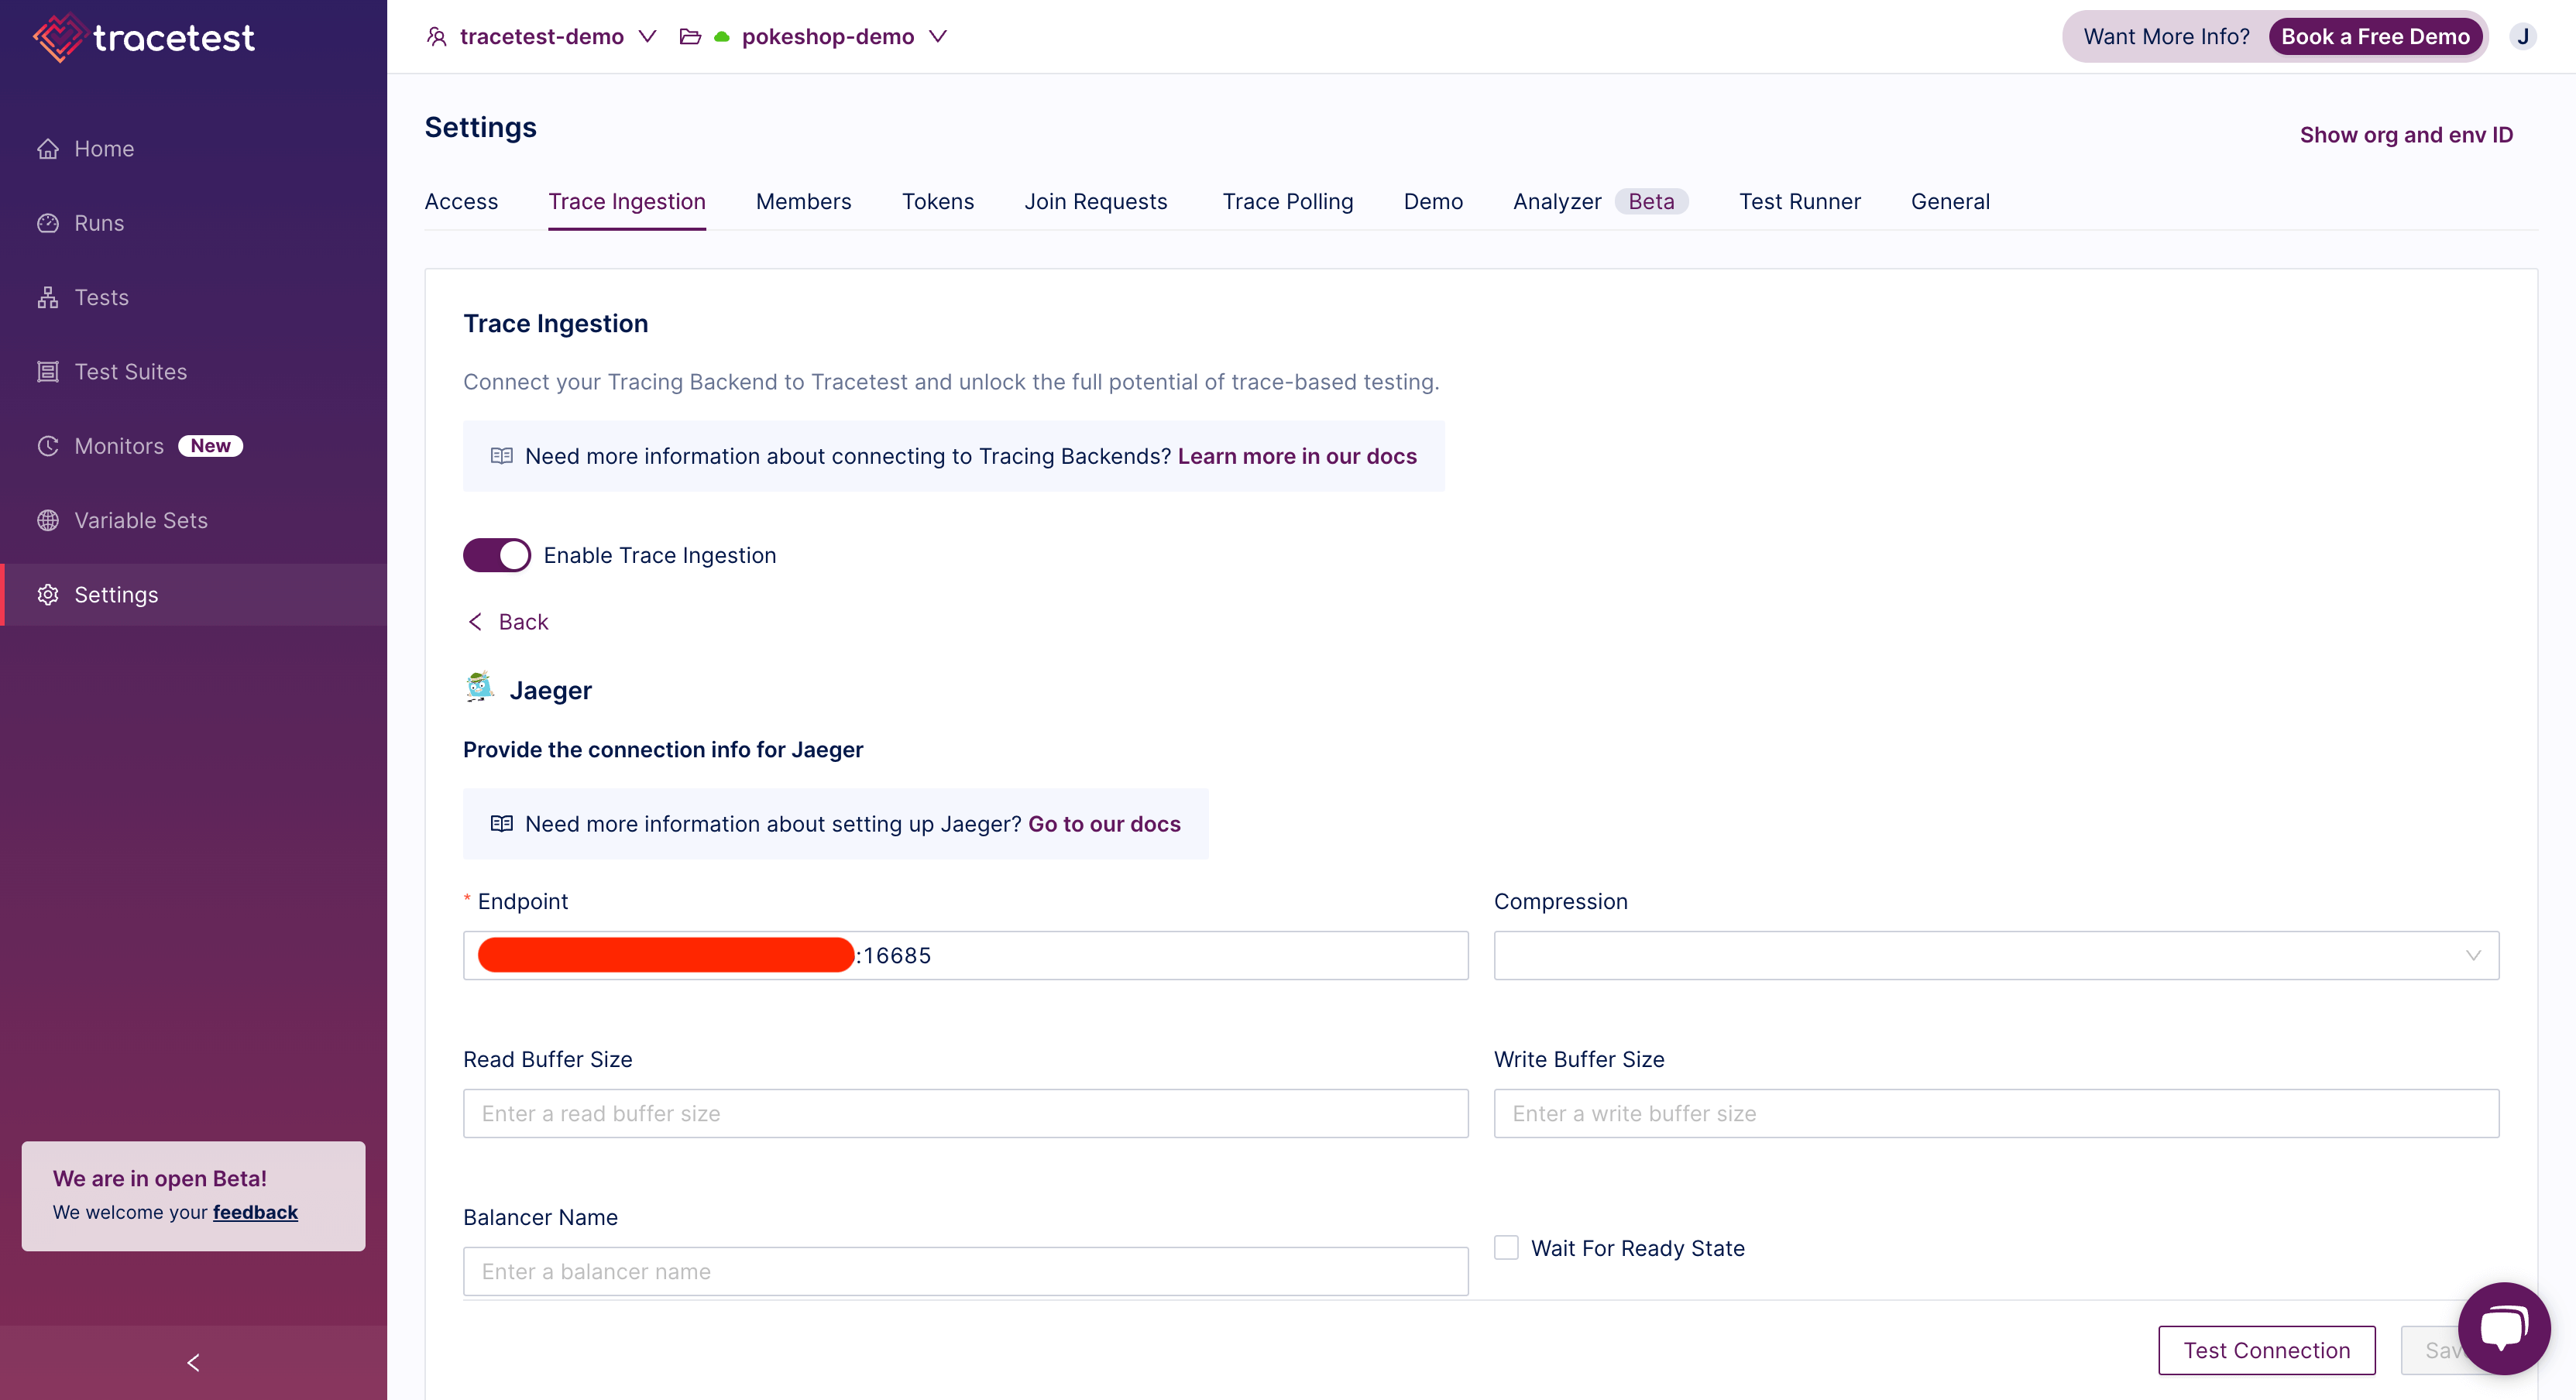 tracetest
tracetest-demo
pokeshop-demo
Want More Info? Book a Free Demo
J
Home
Runs
Tests
Test Suites
Monitors New
Variable Sets
Settings
We are in open Beta!
We welcome your feedback
Settings
Show org and env ID
Access Trace Ingestion Members Tokens Join Requests Trace Polling Demo Analyzer Beta Test Runner General
Trace Ingestion
Connect your Tracing Backend to Tracetest and unlock the full potential of trace-based testing.
Need more information about connecting to Tracing Backends? Learn more in our docs
Enable Trace Ingestion
Back
Jaeger
Provide the connection info for Jaeger
Need more information about setting up Jaeger? Go to our docs
* Endpoint
:16685
Compression
Read Buffer Size
Enter a read buffer size
Write Buffer Size
Enter a write buffer size
Balancer Name
Enter a balancer name
Wait For Ready State
Test Connection